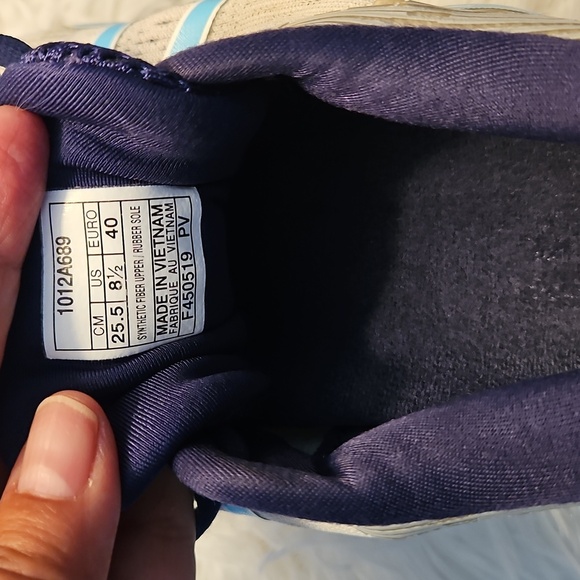 1012A689
CM US EURO
25.5 8½ 40
SYNTHETIC FIBER UPPER / RUBBER SOLE
MADE IN VIETNAM
FABRIQUE AU VIETNAM
F450519 PV